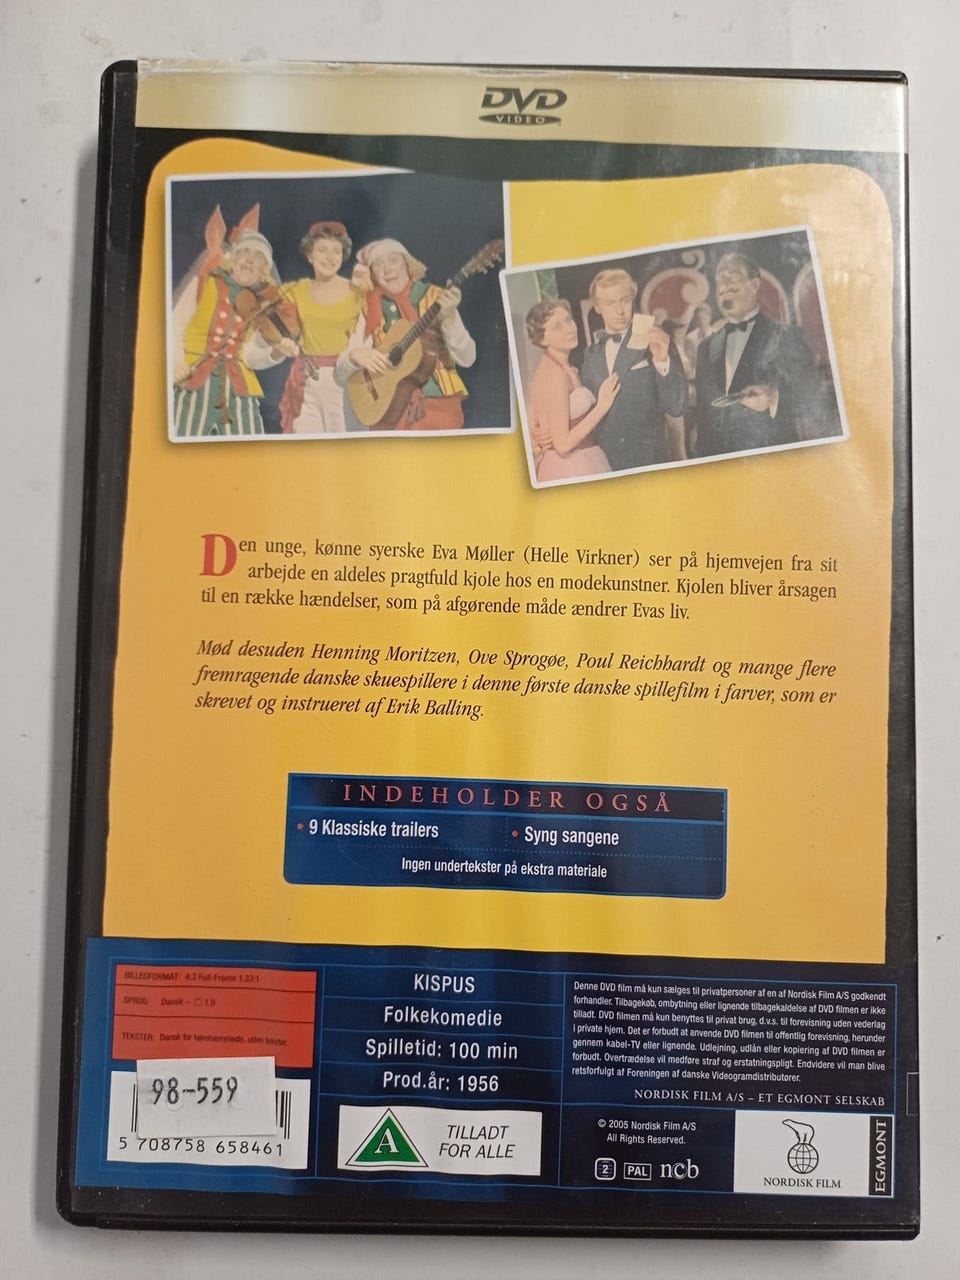 DVD
VIDEO
Den unge, kønne syerske Eva Møller (Helle Virkner) ser på hjemvejen fra sit
arbejde en aldeles pragtfuld kjole hos en modekunstner. Kjolen bliver årsagen
til en række hændelser, som på afgørende måde ændrer Evas liv.
Mød desuden Henning Moritzen, Ove Sprogøe, Poul Reichhardt og mange flere
fremragende danske skuespillere i denne første danske spillefilm i farver, som er
skrevet og instrueret af Erik Balling.
INDEHOLDER OGSÅ
• 9 Klassiske trailers • Syng sangene
Ingen undertekster på ekstra materiale
BILLEDFORMAT: 4:3 Full-Frame 1.33:1
SPROG: Dansk – 1.0
TEKSTER: Dansk for hørehæmmede, uden tekster.
98-559
5 708758 658461
KISPUS
Folkekomedie
Spilletid: 100 min
Prod.år: 1956
A
TILLADT
FOR ALLE
Denne DVD film må kun sælges til privatpersoner af en af Nordisk Film A/S godkendt
forhandler. Tilbagekøb, ombytning eller lignende tilbagekaldelse af DVD filmen er ikke
tilladt. DVD filmen må kun benyttes til privat brug, d.v.s. til forevisning uden vederlag
i private hjem. Det er forbudt at anvende DVD filmen til offentlig forevisning, herunder
gennem kabel-TV eller lignende. Udlejning, udlån eller kopiering af DVD filmen er
forbudt. Overtrædelse vil medføre straf og erstatningspligt. Endvidere vil man blive
retsforfulgt af Foreningen af danske Videogramdistributører.
NORDISK FILM A/S – ET EGMONT SELSKAB
© 2005 Nordisk Film A/S
All Rights Reserved.
2 PAL ncb
NORDISK FILM
EGMONT